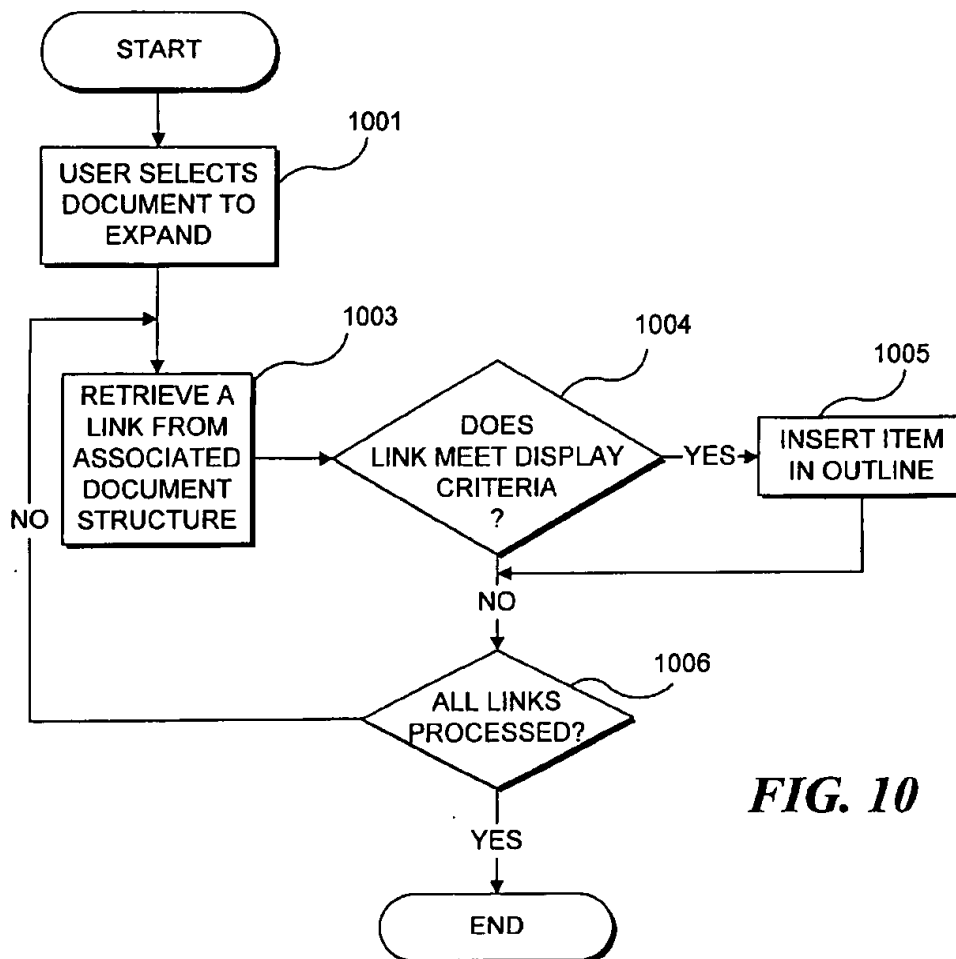 START
1001
USER SELECTS
DOCUMENT TO
EXPAND
1003
RETRIEVE A
LINK FROM
ASSOCIATED
DOCUMENT
STRUCTURE
1004
DOES
LINK MEET DISPLAY
CRITERIA
?
YES
1005
INSERT ITEM
IN OUTLINE
NO
NO
1006
ALL LINKS
PROCESSED?
YES
END
FIG. 10